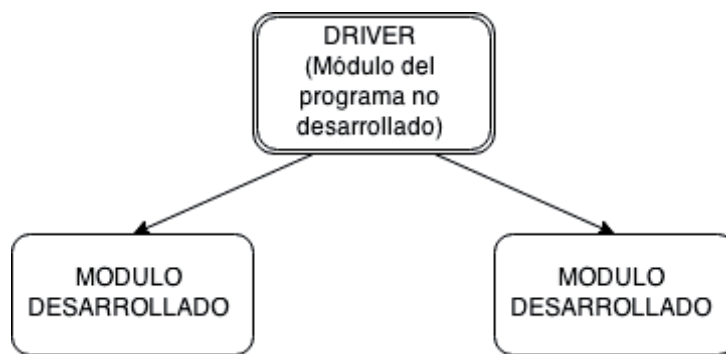 DRIVER
(Módulo del
programa no
desarrollado)
MODULO
DESARROLLADO
MODULO
DESARROLLADO